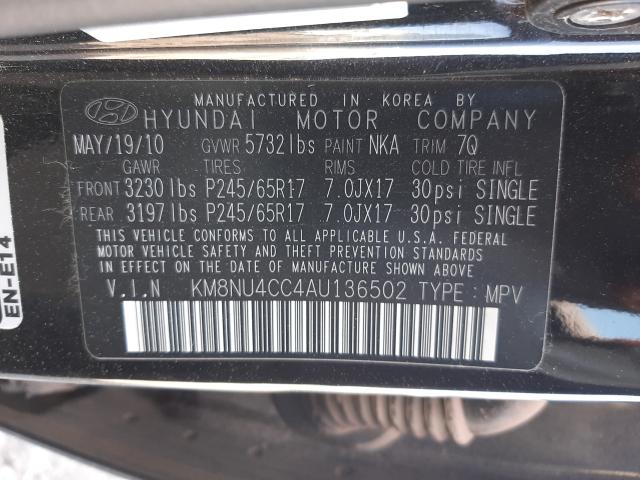 MANUFACTURED IN KOREA BY
HYUNDAI MOTOR COMPANY
MAY/19/10 GVWR 5732lbs PAINT NKA TRIM 7Q
GAWR TIRES RIMS COLD TIRE INFL
FRONT 3230lbs P245/65R17 7.0JX17 30psi SINGLE
REAR 3197lbs P245/65R17 7.0JX17 30psi SINGLE
THIS VEHICLE CONFORMS TO ALL APPLICABLE U.S.A. FEDERAL
MOTOR VEHICLE SAFETY AND THEFT PREVENTION STANDARDS
IN EFFECT ON THE DATE OF MANUFACTURE SHOWN ABOVE.
V.I.N KM8NU4CC4AU136502 TYPE : MPV
EN-E14